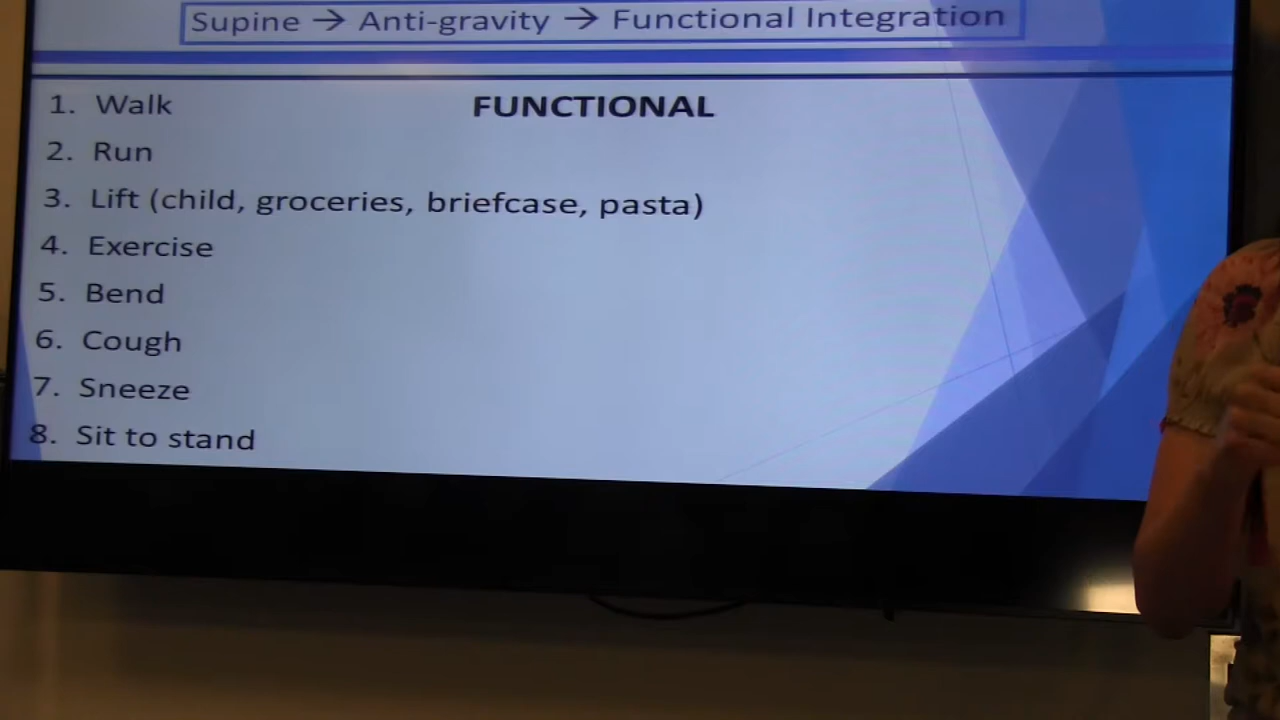 Supine → Anti-gravity → Functional Integration
1. Walk FUNCTIONAL
2. Run
3. Lift (child, groceries, briefcase, pasta)
4. Exercise
5. Bend
6. Cough
7. Sneeze
8. Sit to stand